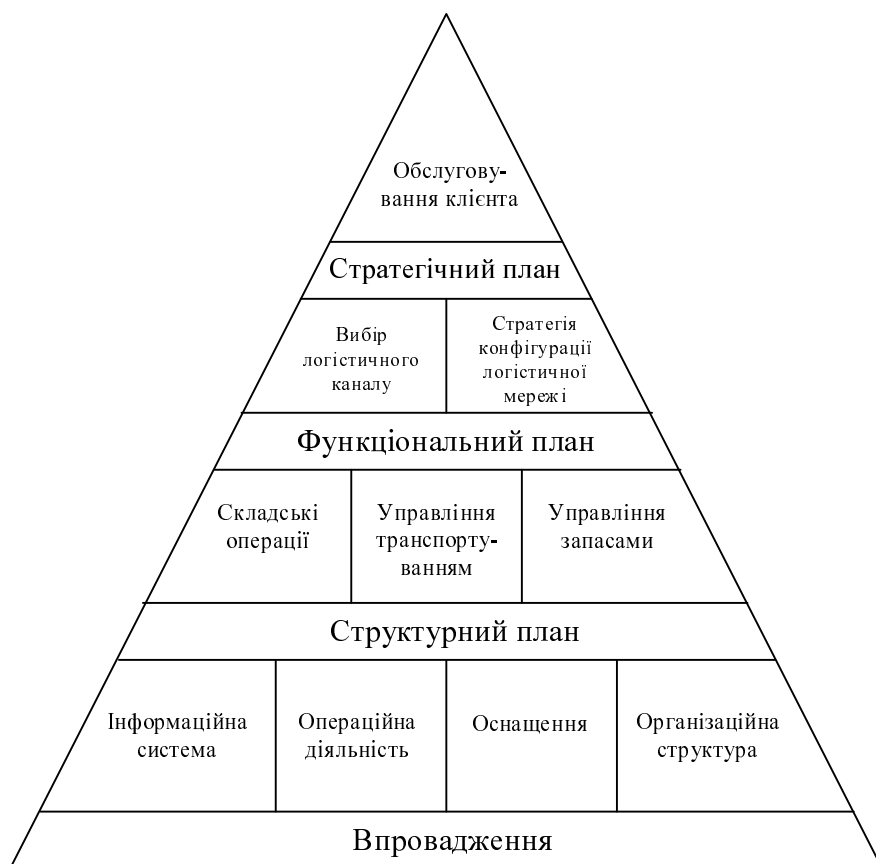 Обслугову-
вання клієнта
Стратегічний план
Вибір
логістичного
каналу
Стратегія
конфігурації
логістичної
мережі
Функціональний план
Складські
операції
Управління
транспорту-
ванням
Управління
запасами
Структурний план
Інформаційна
система
Операційна
діяльність
Оснащення
Організаційна
структура
Впровадження